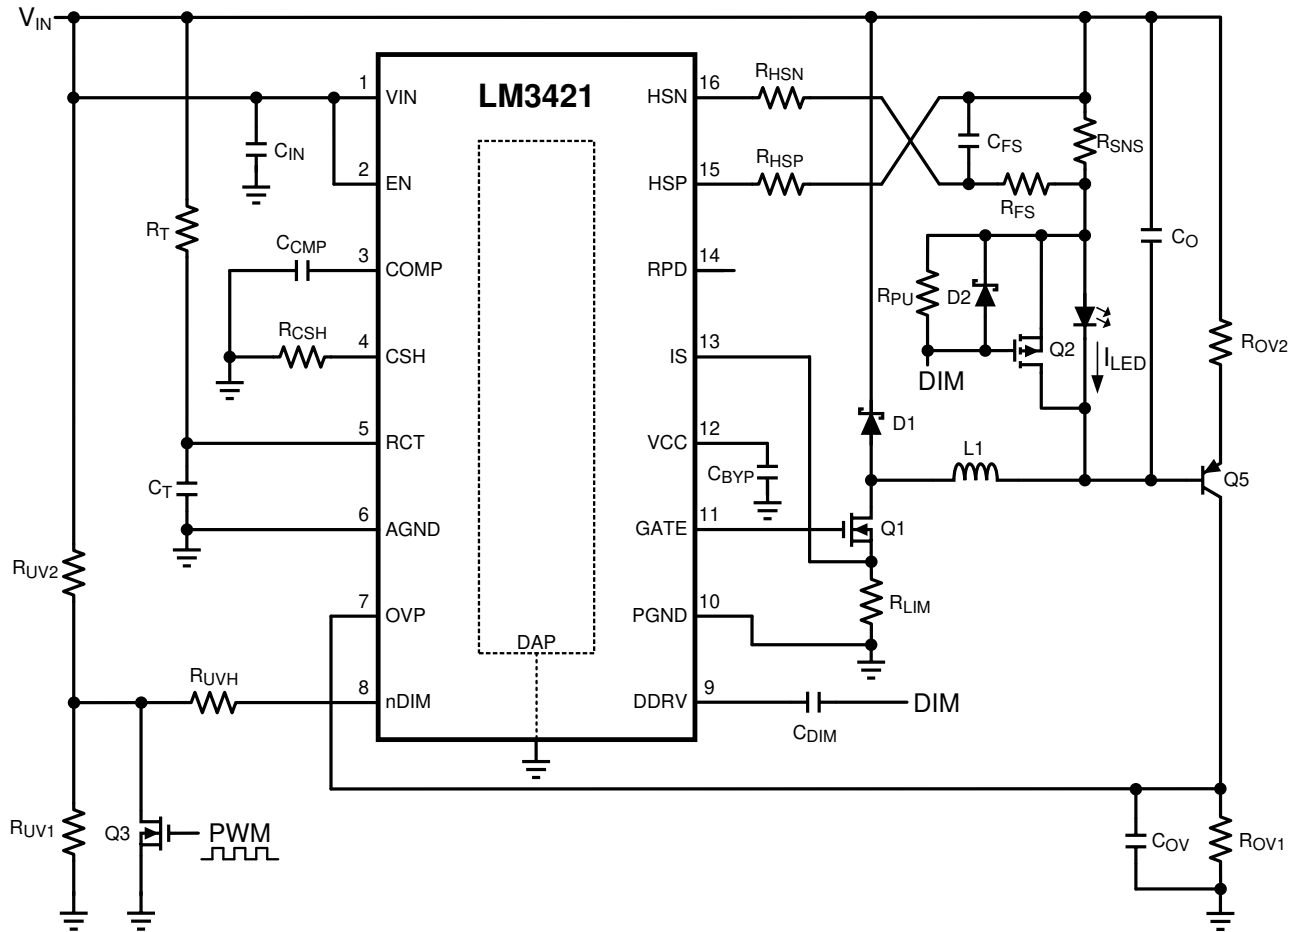 VIN
LM3421
1 VIN
2 EN
3 COMP
4 CSH
5 RCT
6 AGND
7 OVP
8 nDIM
16 HSN
15 HSP
14 RPD
13 IS
12 VCC
11 GATE
10 PGND
9 DDRV
DAP
RHSN
RHSP
CFS
RSNS
RFS
CIN
RT
CCMP
RCSH
CT
RUV2
RUVH
RUV1
Q3
PWM
RPU
D2
Q2
DIM
ILED
CO
ROV2
D1
L1
Q5
CBYP
Q1
RLIM
CDIM
DIM
COV
ROV1